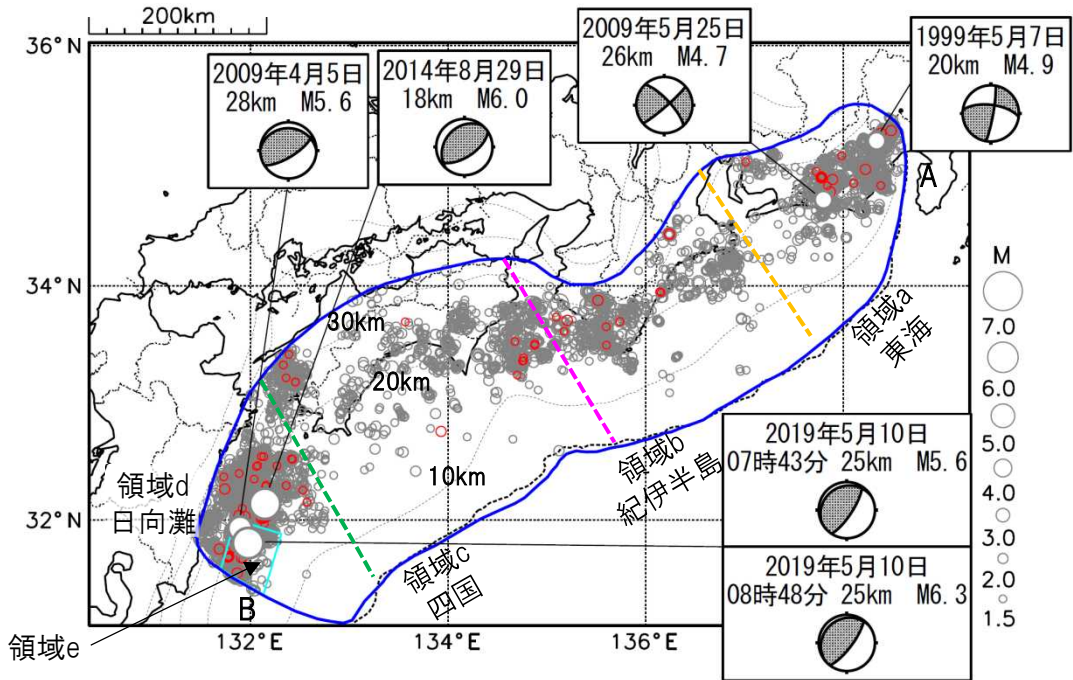 200km
36°N
34°N
32°N
132°E
134°E
136°E
2009年4月5日
28km M5.6
2014年8月29日
18km M6.0
2009年5月25日
26km M4.7
1999年5月7日
20km M4.9
A
M
7.0
6.0
5.0
4.0
3.0
2.0
1.5
30km
20km
10km
領域a
東海
領域b
紀伊半島
領域c
四国
領域d
日向灘
B
領域e
2019年5月10日
07時43分 25km M5.6
2019年5月10日
08時48分 25km M6.3